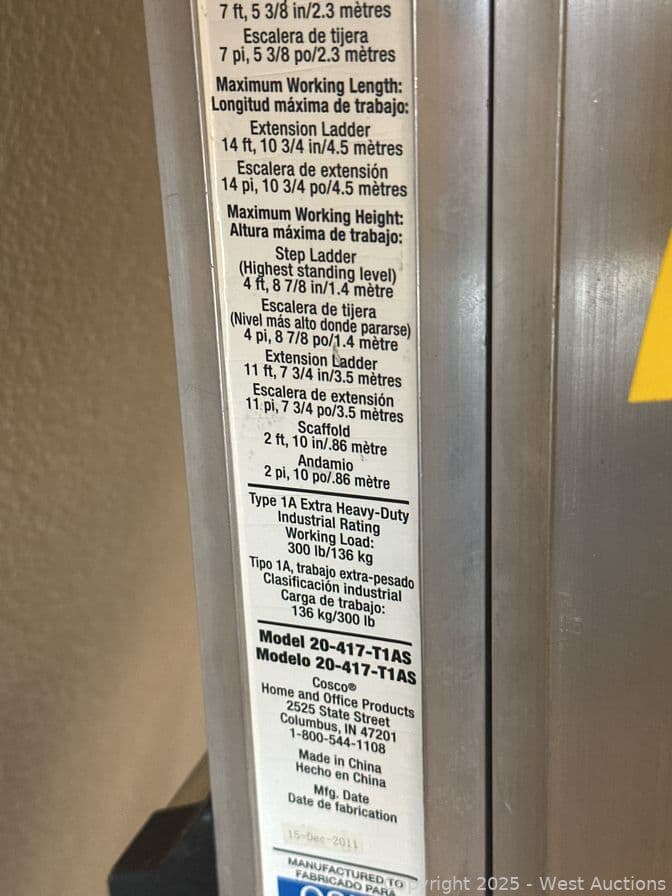 7 ft, 5 3/8 in/2.3 mètres
Escalera de tijera
7 pi, 5 3/8 po/2.3 mètres
Maximum Working Length:
Longitud máxima de trabajo:
Extension Ladder
14 ft, 10 3/4 in/4.5 mètres
Escalera de extensión
14 pi, 10 3/4 po/4.5 mètres
Maximum Working Height:
Altura máxima de trabajo:
Step Ladder
(Highest standing level)
4 ft, 8 7/8 in/1.4 mètre
Escalera de tijera
(Nivel más alto donde pararse)
4 pi, 8 7/8 po/1.4 mètre
Extension Ladder
11 ft, 7 3/4 in/3.5 mètres
Escalera de extensión
11 pi, 7 3/4 po/3.5 mètres
Scaffold
2 ft, 10 in/.86 mètre
Andamio
2 pi, 10 po/.86 mètre
Type 1A Extra Heavy-Duty
Industrial Rating
Working Load:
300 lb/136 kg
Tipo 1A, trabajo extra-pesado
Clasificación industrial
Carga de trabajo:
136 kg/300 lb
Model 20-417-T1AS
Modelo 20-417-T1AS
Cosco®
Home and Office Products
2525 State Street
Columbus, IN 47201
1-800-544-1108
Made in China
Hecho en China
Mfg. Date
Date de fabrication
15-Dec-2011
MANUFACTURED TO
FABRICADO PARA
Copyright 2025 - West Auctions